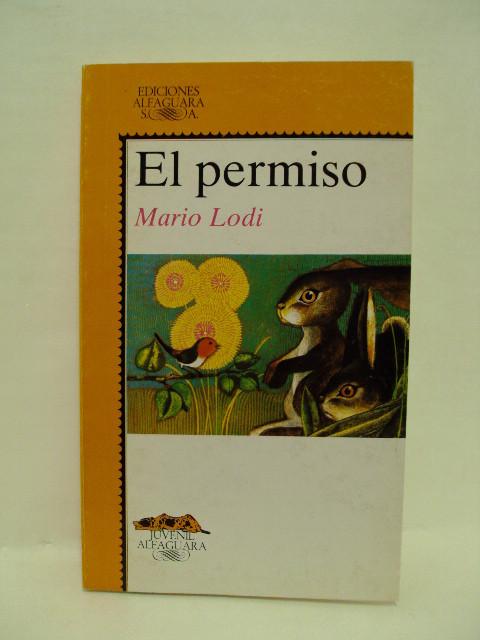 EDICIONES
ALFAGUARA
S. A.
El permiso
Mario Lodi
JUVENIL
ALFAGUARA